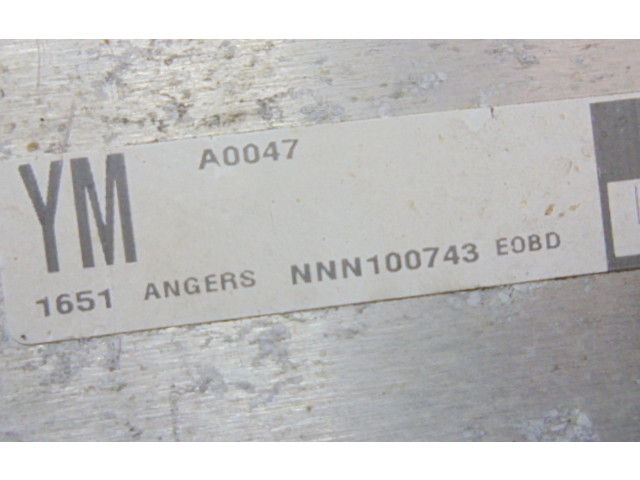 YM A0047
1651 ANGERS NNN100743 EOBD